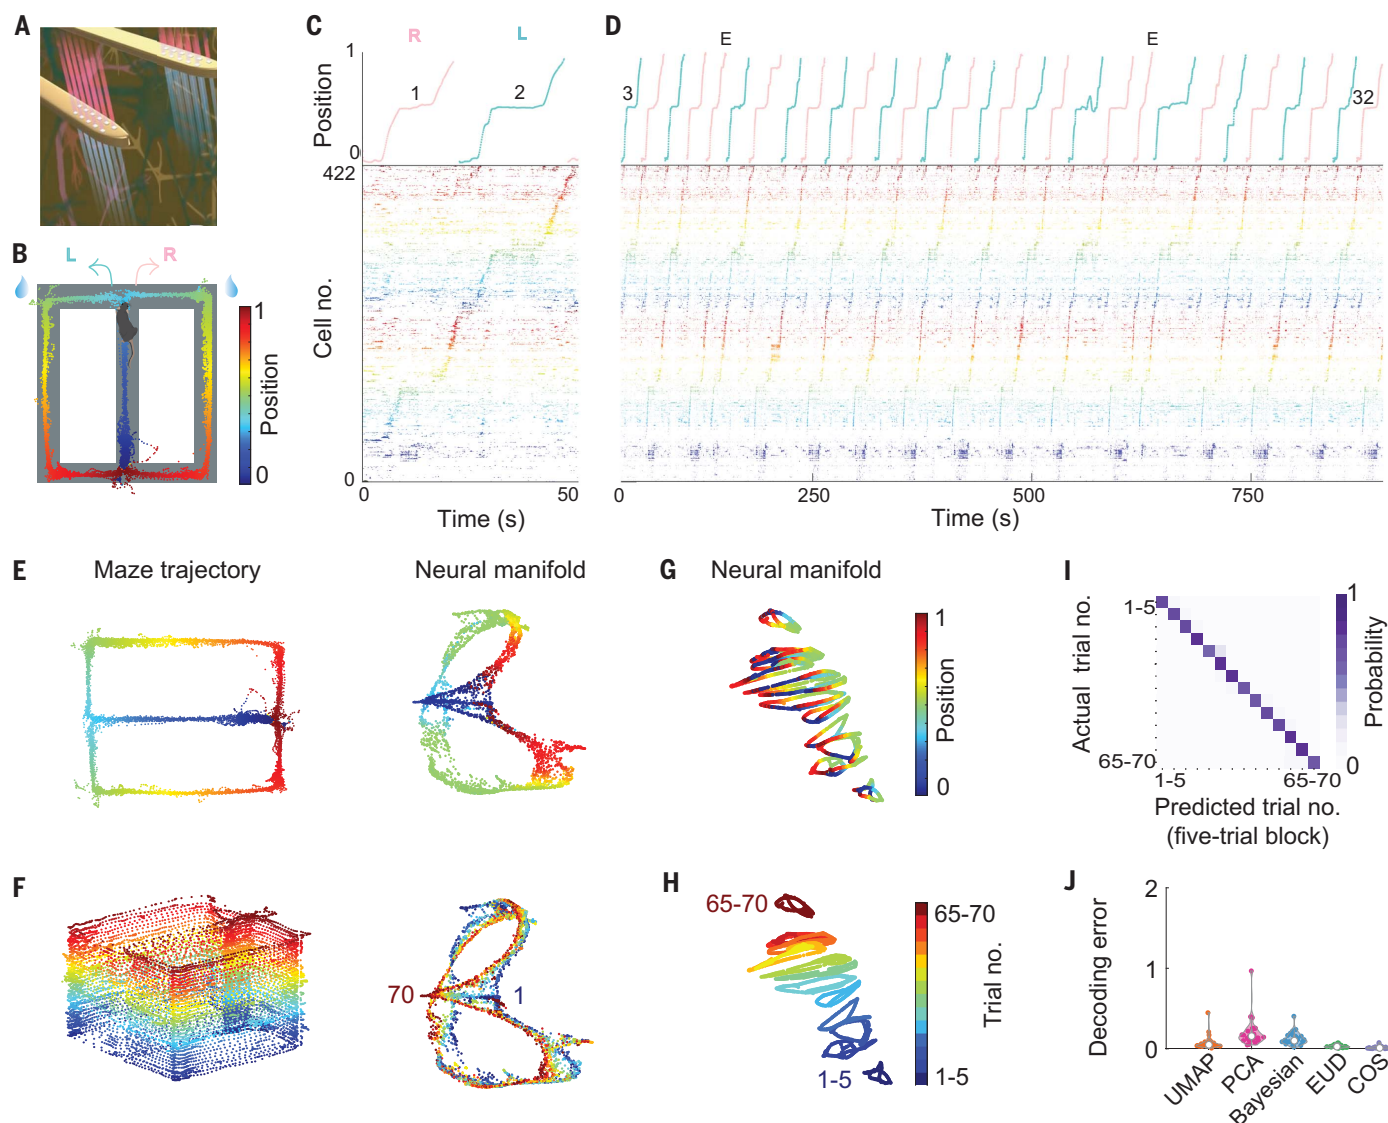 A
B
L
R
1
Position
0
C
R
L
1
Position
0
1
2
422
Cell no.
0
0
50
Time (s)
D
E
E
3
32
0
250
500
750
Time (s)
E
Maze trajectory
Neural manifold
F
70
1
G
Neural manifold
1
Position
0
H
65-70
1-5
65-70
Trial no.
1-5
I
Actual trial no.
1-5
65-70
1-5
65-70
Predicted trial no.
(five-trial block)
1
Probability
0
J
Decoding error
2
1
0
UMAP
PCA
Bayesian
EUD
COS